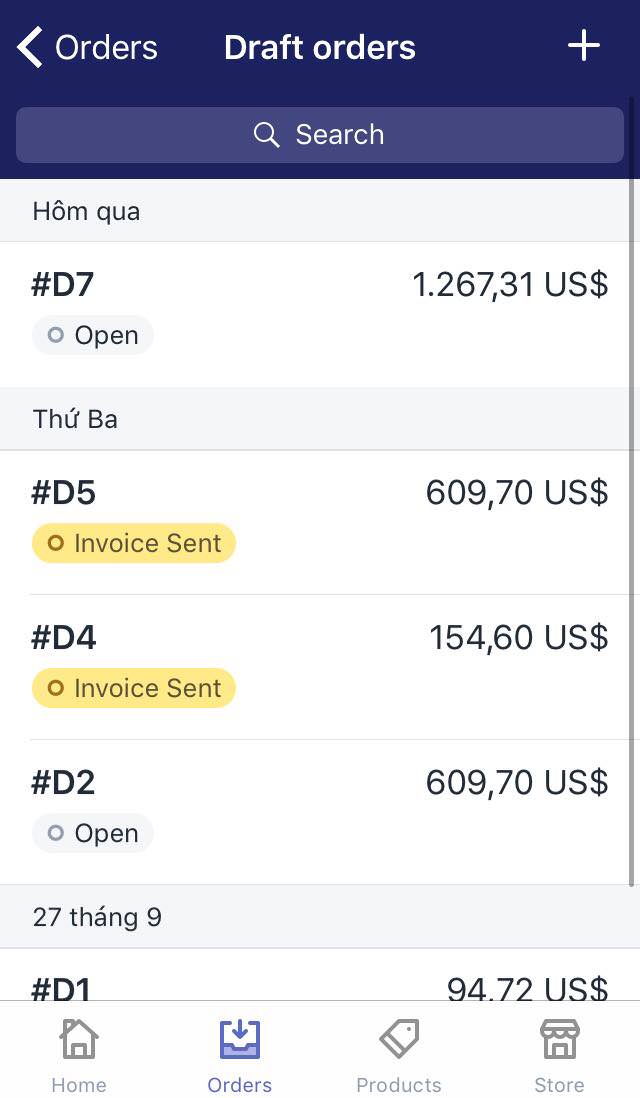 Orders
Draft orders
+
Search
Hôm qua
#D7
1.267,31 US$
Open
Thứ Ba
#D5
609,70 US$
Invoice Sent
#D4
154,60 US$
Invoice Sent
#D2
609,70 US$
Open
27 tháng 9
#D1
94,72 US$
Home
Orders
Products
Store